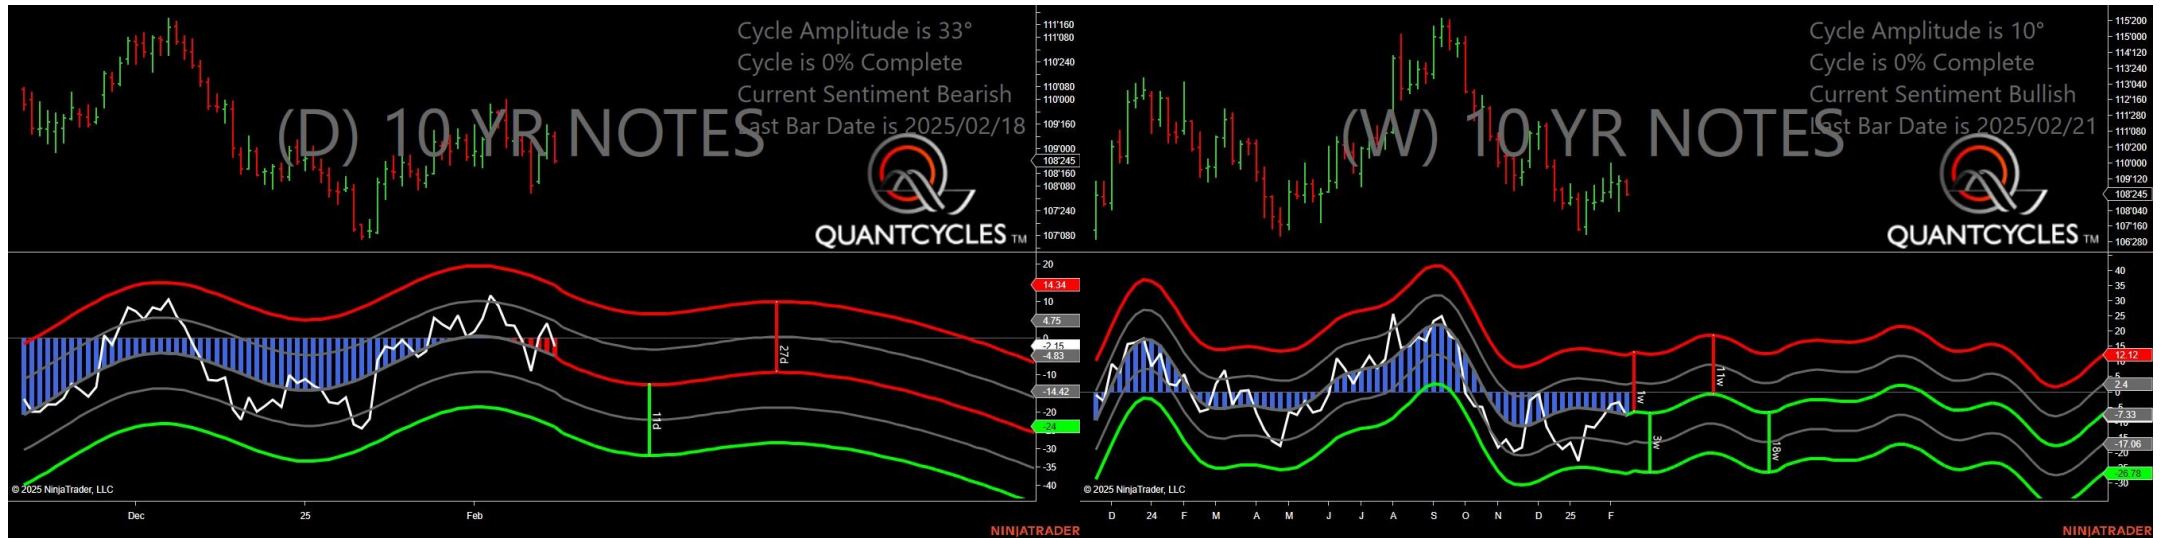 Cycle Amplitude is 33°
Cycle is 0% Complete
Current Sentiment Bearish
Last Bar Date is 2025/02/18
(D) 10 YR NOTES
QUANTCYCLES TM
111'160
111'080
110'240
110'080
110'000
109'160
109'000
108'245
108'160
108'080
107'240
107'080
20
14.34
10
4.75
0
-2.15
-4.83
-10
-14.42
-20
-24
-30
-35
-40
27d
11d
© 2025 NinjaTrader, LLC
Dec
25
Feb
NINJATRADER
Cycle Amplitude is 10°
Cycle is 0% Complete
Current Sentiment Bullish
Last Bar Date is 2025/02/21
(W) 10 YR NOTES
QUANTCYCLES TM
115'200
115'000
114'120
113'240
113'040
112'160
111'280
111'080
110'200
110'000
109'120
108'245
108'040
107'160
106'280
40
35
30
25
20
15
12.12
5
2.4
0
-7.33
-17.06
-20
-26.78
-30
1w
11w
3w
18w
© 2025 NinjaTrader, LLC
D
24
F
M
A
M
J
J
A
S
O
N
D
25
F
NINJATRADER